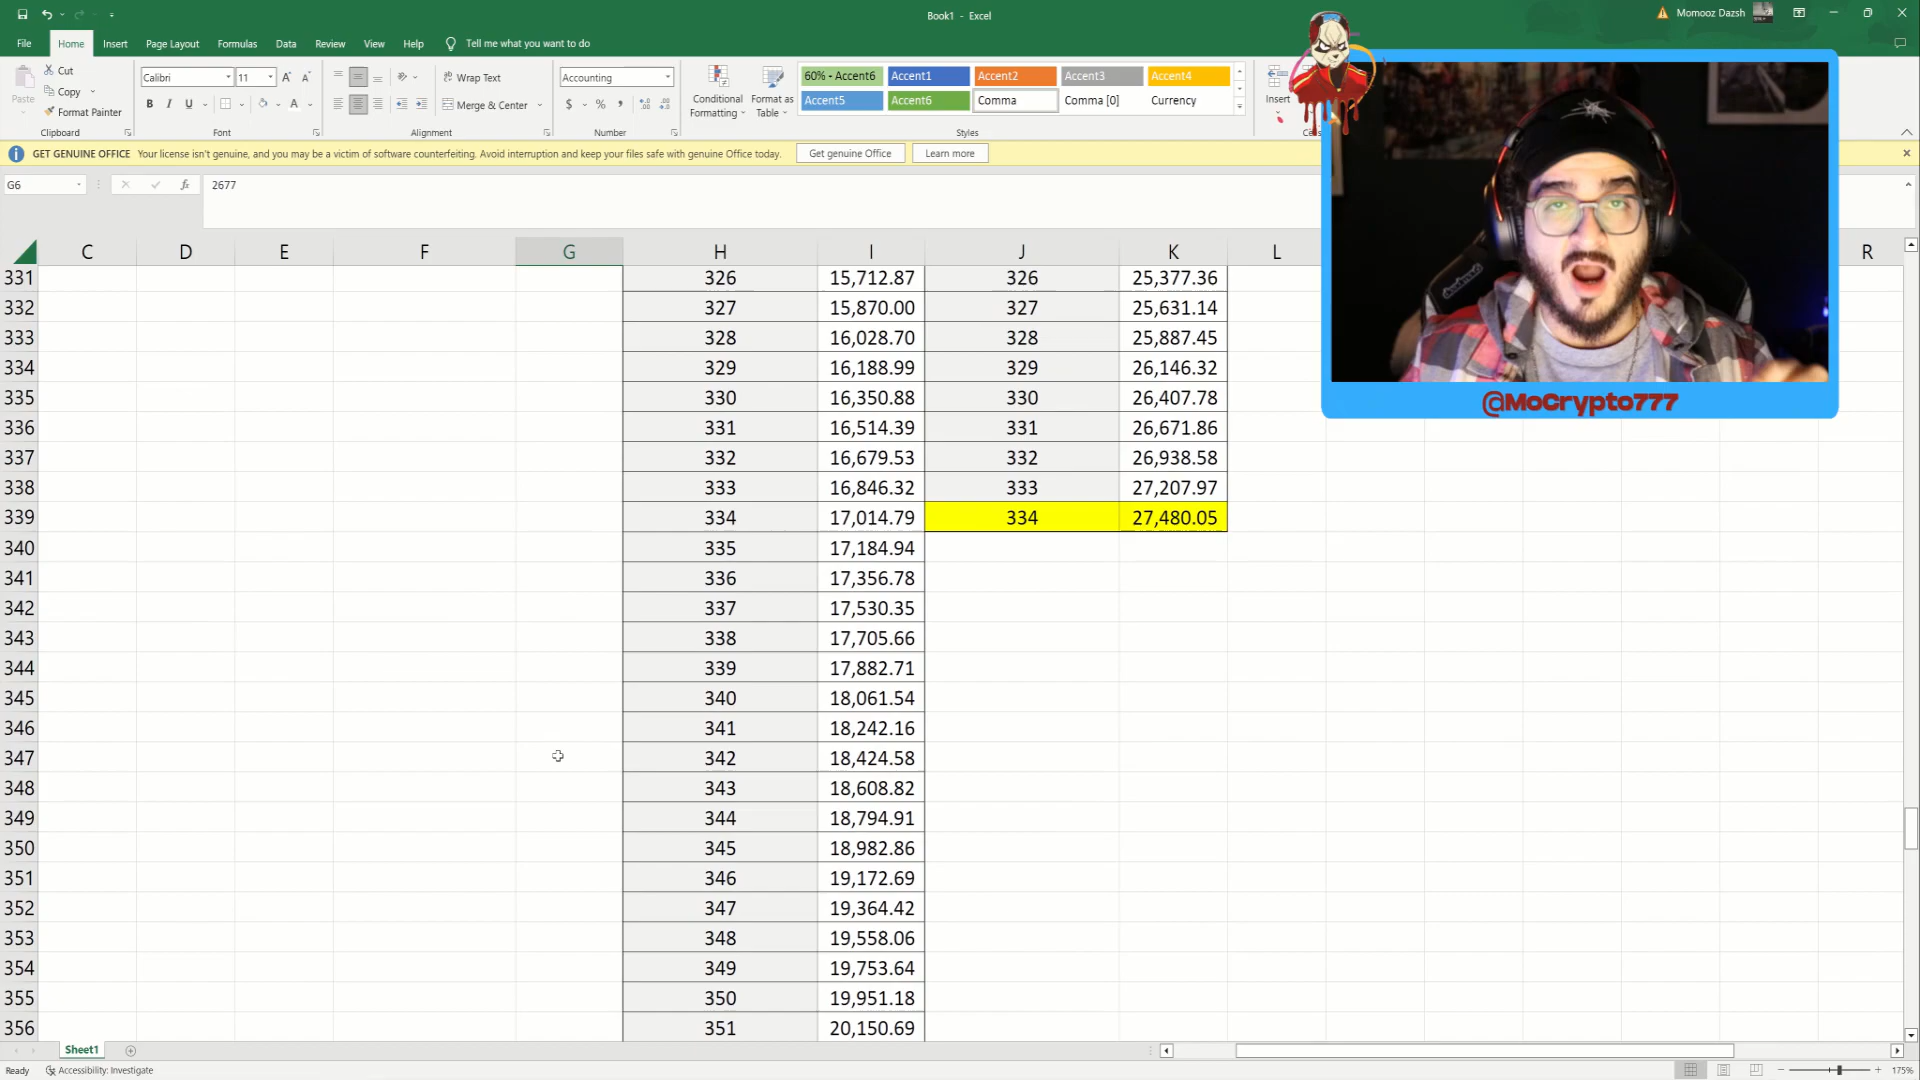 Book1 - Excel
Momooz Dazsh
File Home Insert Page Layout Formulas Data Review View Help Tell me what you want to do
Paste
Cut
Copy
Format Painter
Clipboard
Calibri 11
B I U
Font
Wrap Text
Merge & Center
Alignment
Accounting
$ % ,
Number
Conditional Formatting
Format as Table
60% - Accent6 Accent1 Accent2 Accent3 Accent4
Accent5 Accent6 Comma Comma [0] Currency
Styles
Insert
GET GENUINE OFFICE Your license isn't genuine, and you may be a victim of software counterfeiting. Avoid interruption and keep your files safe with genuine Office today. Get genuine Office Learn more
G6 fx 2677
C D E F G H I J K L R
331 326 15,712.87 326 25,377.36
332 327 15,870.00 327 25,631.14
333 328 16,028.70 328 25,887.45
334 329 16,188.99 329 26,146.32
335 330 16,350.88 330 26,407.78
336 331 16,514.39 331 26,671.86
337 332 16,679.53 332 26,938.58
338 333 16,846.32 333 27,207.97
339 334 17,014.79 334 27,480.05
340 335 17,184.94
341 336 17,356.78
342 337 17,530.35
343 338 17,705.66
344 339 17,882.71
345 340 18,061.54
346 341 18,242.16
347 342 18,424.58
348 343 18,608.82
349 344 18,794.91
350 345 18,982.86
351 346 19,172.69
352 347 19,364.42
353 348 19,558.06
354 349 19,753.64
355 350 19,951.18
356 351 20,150.69
@MoCrypto777
Sheet1
Ready Accessibility: Investigate
175%